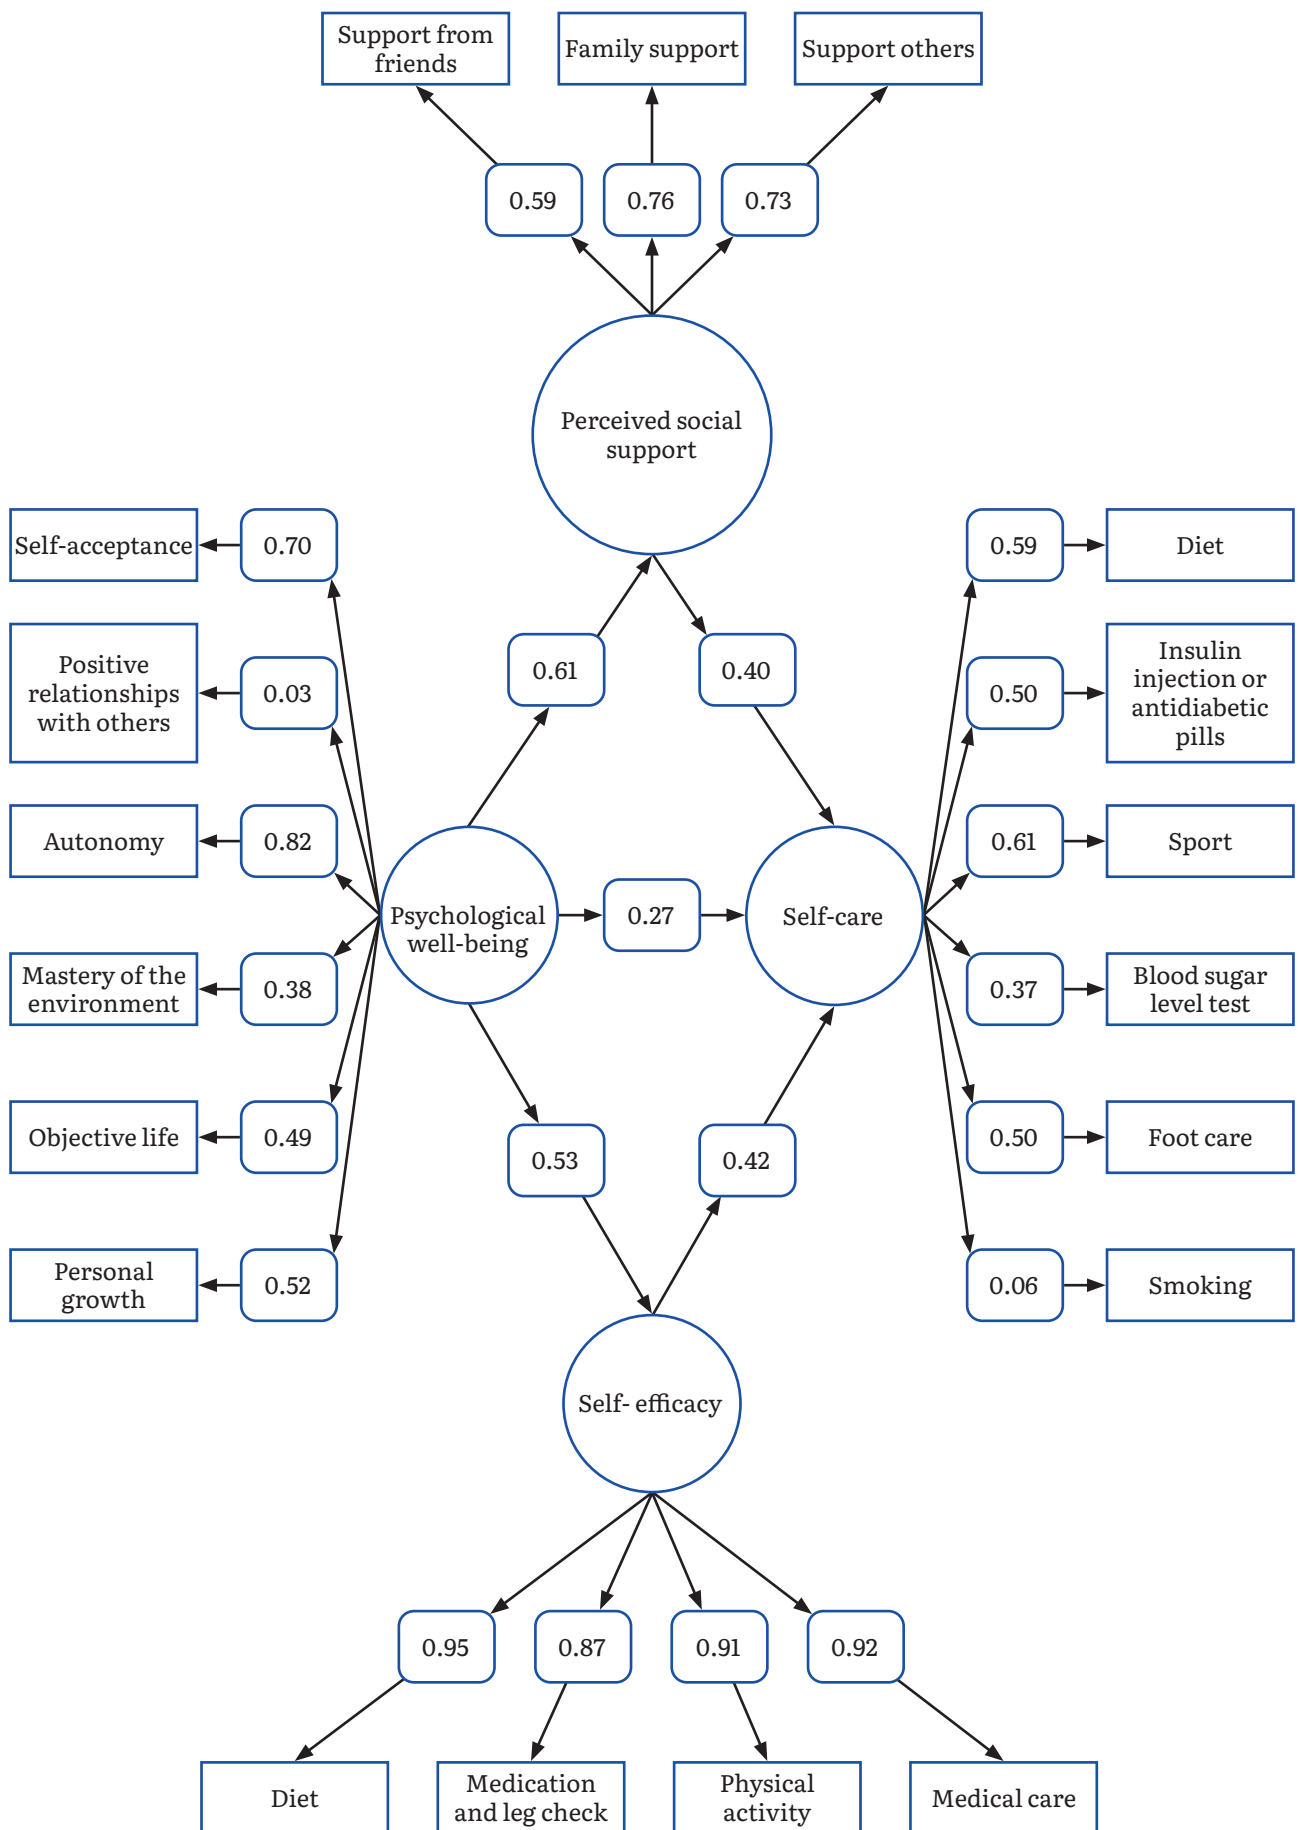 Support from
friends
Family support
Support others
0.59
0.76
0.73
Perceived social
support
Self-acceptance
0.70
0.59
Diet
Positive
relationships
with others
0.03
0.61
0.40
0.50
Insulin
injection or
antidiabetic
pills
Autonomy
0.82
0.61
Sport
Psychological
well-being
0.27
Self-care
Mastery of the
environment
0.38
0.37
Blood sugar
level test
Objective life
0.49
0.53
0.42
0.50
Foot care
Personal
growth
0.52
0.06
Smoking
Self- efficacy
0.95
0.87
0.91
0.92
Diet
Medication
and leg check
Physical
activity
Medical care